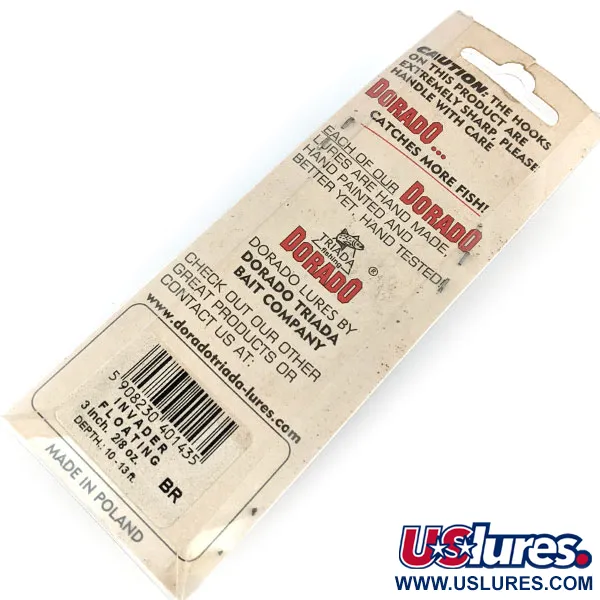 CAUTION: THE HOOKS
ON THIS PRODUCT ARE
EXTREMELY SHARP, PLEASE
HANDLE WITH CARE
DORADO...
CATCHES MORE FISH!
EACH OF OUR DORADO
LURES ARE HAND MADE,
HAND PAINTED AND
BETTER YET, HAND TESTED!
TRIADA
fishing
DORADO ®
DORADO LURES BY
DORADO TRIADA
BAIT COMPANY
CHECK OUT OUR OTHER
GREAT PRODUCTS OR
CONTACT US AT:
www.doradotriada-lures.com
5 908230 401435
INVADER
FLOATING
3 inch. 2/8 oz.
DEPTH.: 10 - 13 ft.
BR
MADE IN POLAND
USlures.
WWW.USLURES.COM